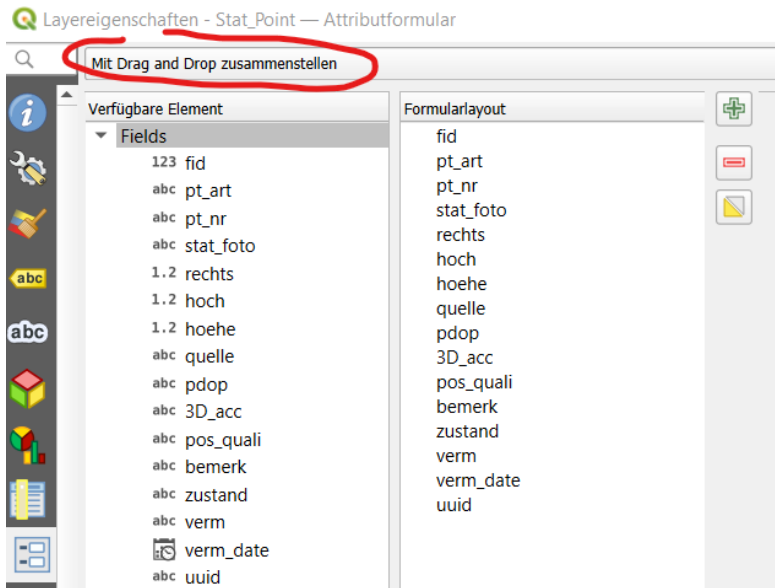 Layereigenschaften - Stat_Point — Attributformular
Mit Drag and Drop zusammenstellen
Verfügbare Element
Fields
123 fid
abc pt_art
abc pt_nr
abc stat_foto
1.2 rechts
1.2 hoch
1.2 hoehe
abc quelle
abc pdop
abc 3D_acc
abc pos_quali
abc bemerk
abc zustand
abc verm
verm_date
abc uuid
Formularlayout
fid
pt_art
pt_nr
stat_foto
rechts
hoch
hoehe
quelle
pdop
3D_acc
pos_quali
bemerk
zustand
verm
verm_date
uuid
i
abc
abc